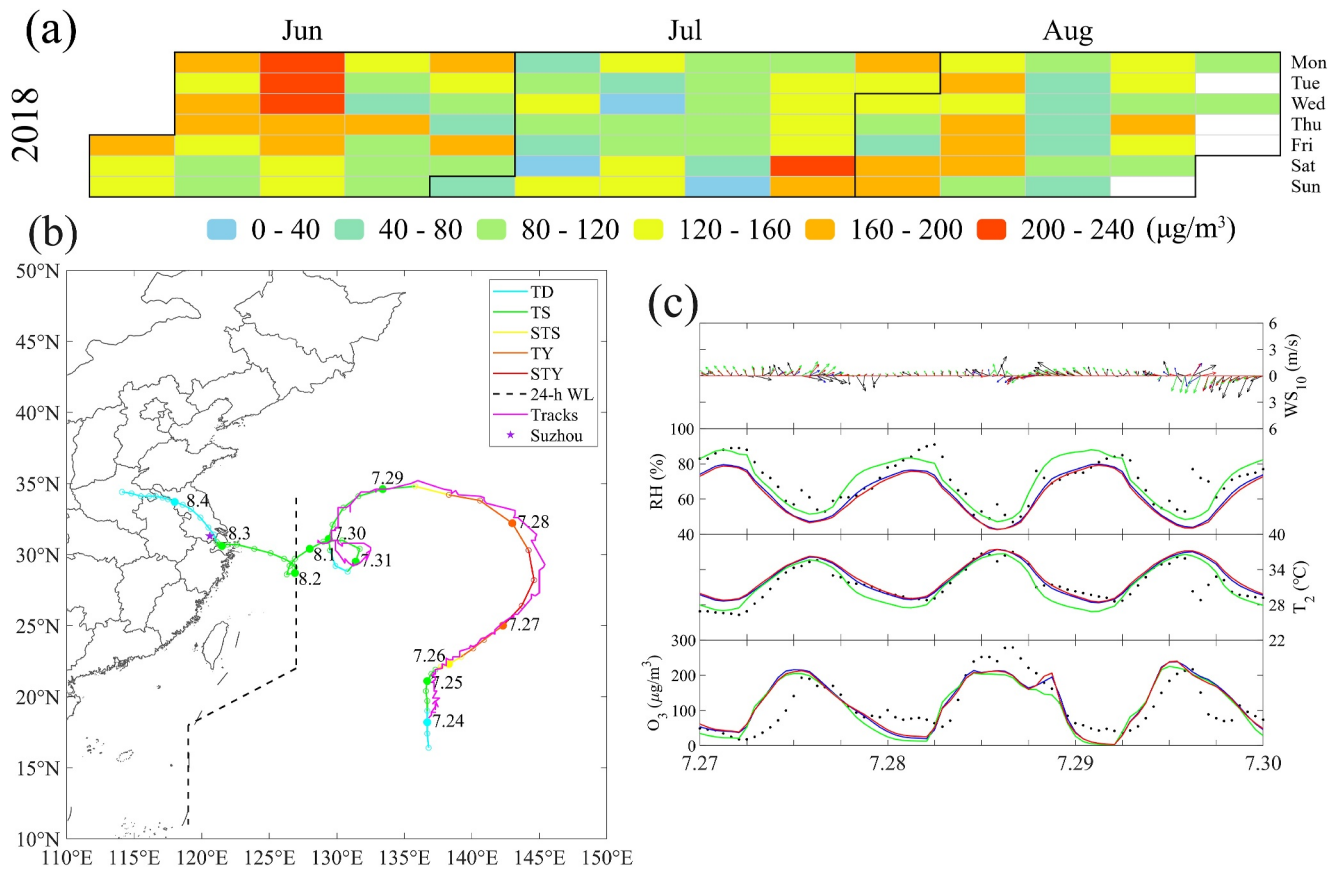 (a)
Jun Jul Aug
2018
Mon
Tue
Wed
Thu
Fri
Sat
Sun
0 - 40 40 - 80 80 - 120 120 - 160 160 - 200 200 - 240 (μg/m³)
(b)
50°N
45°N
40°N
35°N
30°N
25°N
20°N
15°N
10°N
110°E 115°E 120°E 125°E 130°E 135°E 140°E 145°E 150°E
TD
TS
STS
TY
STY
24-h WL
Tracks
Suzhou
7.29
8.4
7.28
8.3
7.30
8.1
7.31
8.2
7.27
7.26
7.25
7.24
(c)
6
3
0
3
6
WS₁₀ (m/s)
100
80
60
40
RH (%)
40
34
28
22
T₂ (°C)
300
200
100
0
O₃ (μg/m³)
7.27 7.28 7.29 7.30